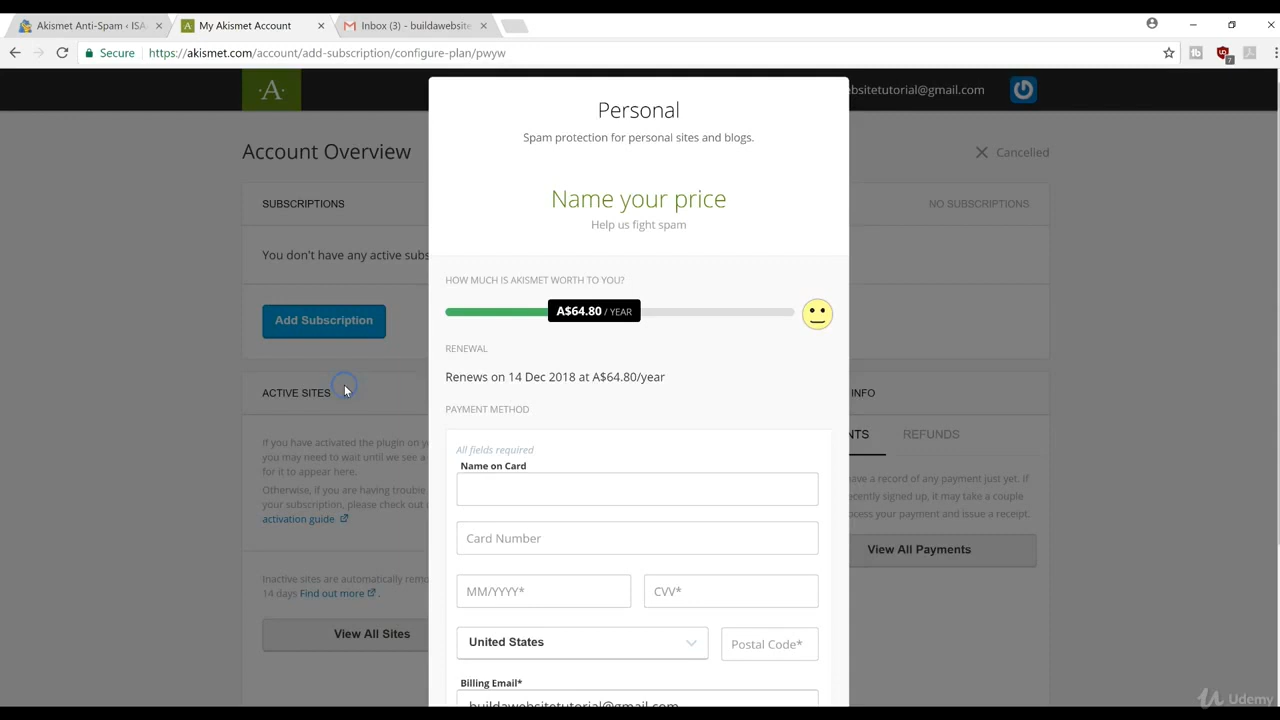 Akismet Anti-Spam ‹ ISA
My Akismet Account
Inbox (3) - buildawebsite
Secure
https://akismet.com/account/add-subscription/configure-plan/pwyw
7
A
bsitetutorial@gmail.com
Account Overview
Cancelled
SUBSCRIPTIONS
NO SUBSCRIPTIONS
You don't have any active subs
Add Subscription
ACTIVE SITES
If you have activated the plugin on y
you may need to wait until we see a
for it to appear here.
Otherwise, if you are having trouble
your subscription, please check out
activation guide
Inactive sites are automatically remo
14 days Find out more .
View All Sites
Personal
Spam protection for personal sites and blogs.
Name your price
Help us fight spam
HOW MUCH IS AKISMET WORTH TO YOU?
A$64.80 / YEAR
RENEWAL
Renews on 14 Dec 2018 at A$64.80/year
PAYMENT METHOD
All fields required
Name on Card
Card Number
MM/YYYY*
CVV*
United States
Postal Code*
Billing Email*
buildawebsitetutorial@gmail.com
INFO
NTS
REFUNDS
ave a record of any payment just yet. If
ecently signed up, it may take a couple
ocess your payment and issue a receipt.
View All Payments
Udemy